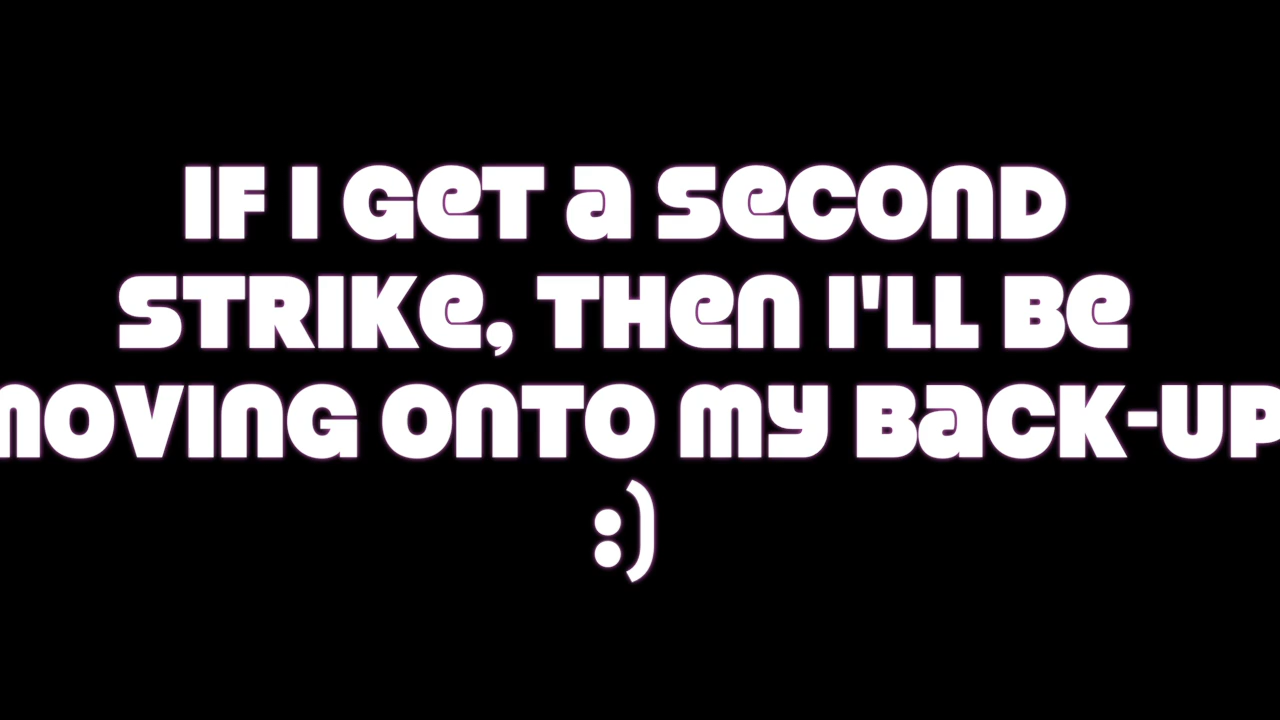 IF I GeT a SeCOnD
STRIKe, THen I'LL Be
mOVInG OnTO my BaCK-UP
:)